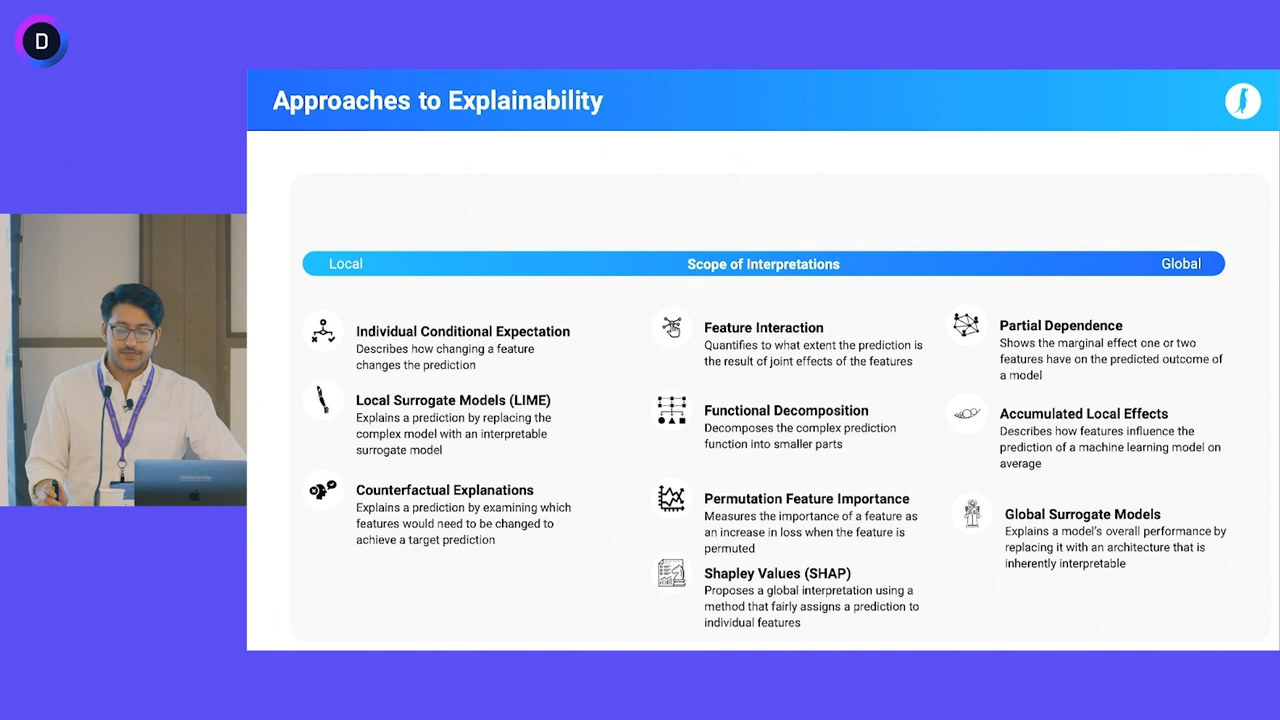 D
Approaches to Explainability
Local
Scope of Interpretations
Global
Individual Conditional Expectation
Describes how changing a feature
changes the prediction
Local Surrogate Models (LIME)
Explains a prediction by replacing the
complex model with an interpretable
surrogate model
Counterfactual Explanations
Explains a prediction by examining which
features would need to be changed to
achieve a target prediction
Feature Interaction
Quantifies to what extent the prediction is
the result of joint effects of the features
Functional Decomposition
Decomposes the complex prediction
function into smaller parts
Permutation Feature Importance
Measures the importance of a feature as
an increase in loss when the feature is
permuted
Shapley Values (SHAP)
Proposes a global interpretation using a
method that fairly assigns a prediction to
individual features
Partial Dependence
Shows the marginal effect one or two
features have on the predicted outcome of
a model
Accumulated Local Effects
Describes how features influence the
prediction of a machine learning model on
average
Global Surrogate Models
Explains a model's overall performance by
replacing it with an architecture that is
inherently interpretable